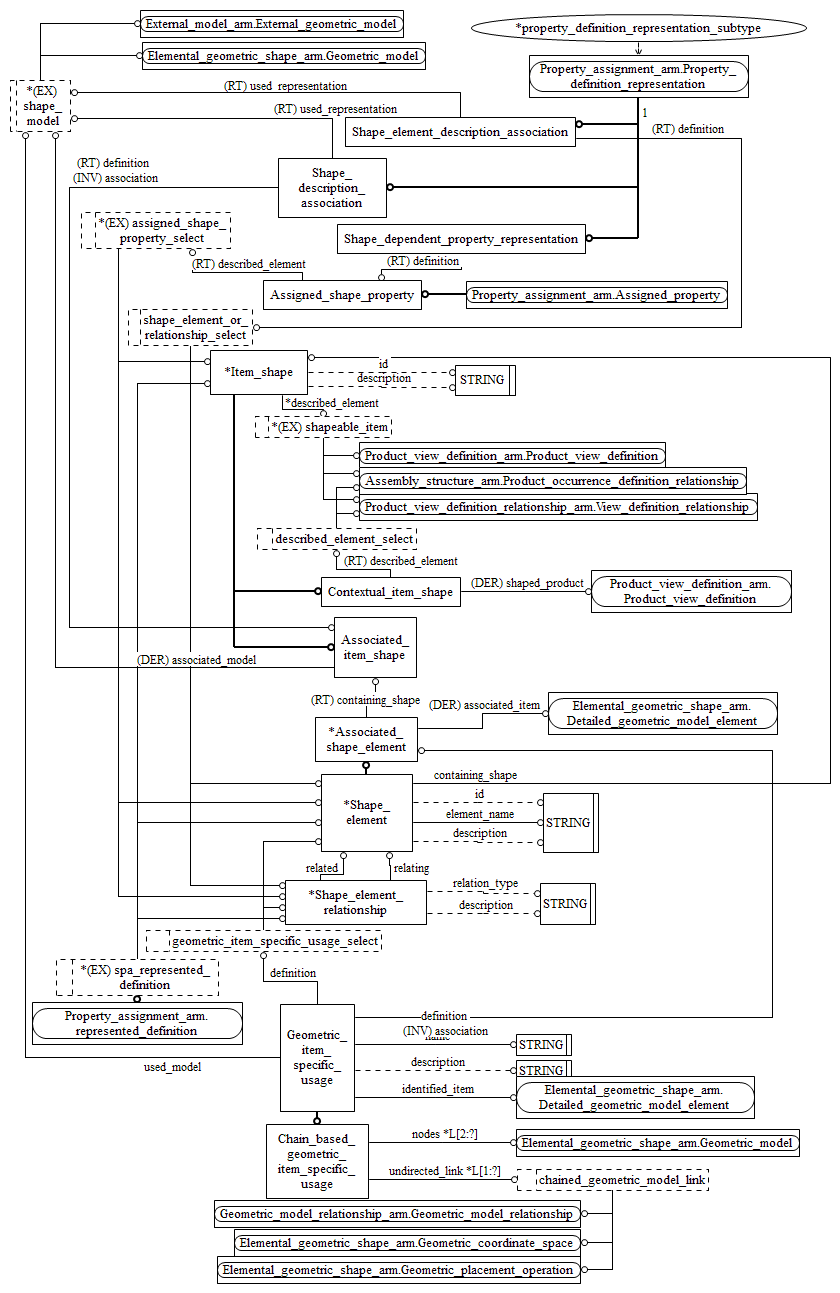 External_model_arm.External_geometric_model
*property_definition_representation_subtype
Elemental_geometric_shape_arm.Geometric_model
Property_assignment_arm.Property_
definition_representation
*(EX)
shape_
model
(RT) used_representation
(RT) used_representation
1
Shape_element_description_association
(RT) definition
(RT) definition
(INV) association
Shape_
description_
association
*(EX) assigned_shape_
property_select
Shape_dependent_property_representation
(RT) described_element
(RT) definition
Assigned_shape_property
Property_assignment_arm.Assigned_property
shape_element_or_
relationship_select
*Item_shape
id
description
STRING
*described_element
*(EX) shapeable_item
Product_view_definition_arm.Product_view_definition
Assembly_structure_arm.Product_occurrence_definition_relationship
Product_view_definition_relationship_arm.View_definition_relationship
described_element_select
(RT) described_element
Contextual_item_shape
(DER) shaped_product
Product_view_definition_arm.
Product_view_definition
Associated_
item_shape
(DER) associated_model
(RT) containing_shape
(DER) associated_item
Elemental_geometric_shape_arm.
Detailed_geometric_model_element
*Associated_
shape_element
containing_shape
*Shape_
element
id
element_name
description
STRING
related
relating
*Shape_element_
relationship
relation_type
description
STRING
geometric_item_specific_usage_select
*(EX) spa_represented_
definition
definition
Property_assignment_arm.
represented_definition
Geometric_
item_
specific_
usage
definition
(INV) association
name
STRING
description
STRING
used_model
identified_item
Elemental_geometric_shape_arm.
Detailed_geometric_model_element
Chain_based_
geometric_
item_specific_
usage
nodes *L[2:?]
Elemental_geometric_shape_arm.Geometric_model
undirected_link *L[1:?]
chained_geometric_model_link
Geometric_model_relationship_arm.Geometric_model_relationship
Elemental_geometric_shape_arm.Geometric_coordinate_space
Elemental_geometric_shape_arm.Geometric_placement_operation